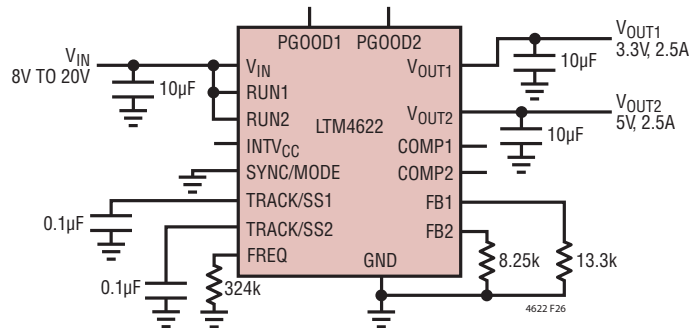 PGOOD1 PGOOD2
VIN
8V TO 20V
10µF
VIN
RUN1
RUN2
INTVCC
SYNC/MODE
TRACK/SS1
TRACK/SS2
FREQ
LTM4622
GND
VOUT1
VOUT2
COMP1
COMP2
FB1
FB2
0.1µF
0.1µF
324k
10µF
VOUT1
3.3V, 2.5A
10µF
VOUT2
5V, 2.5A
8.25k
13.3k
4622 F26